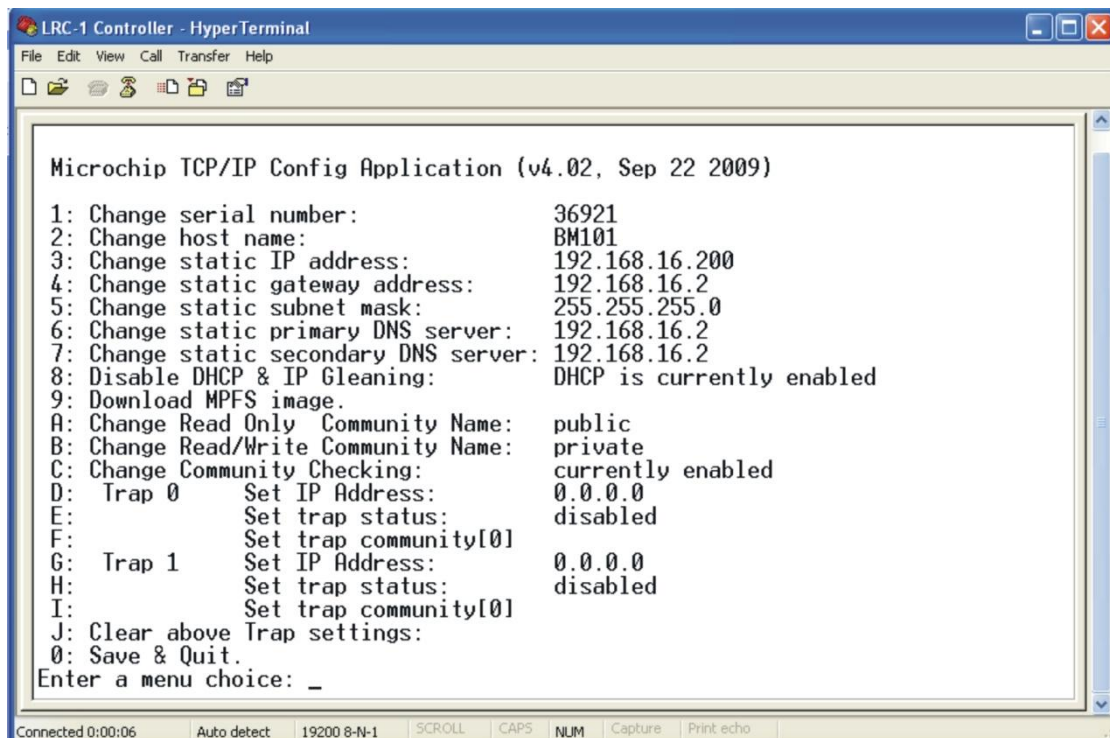 LRC-1 Controller - HyperTerminal
File Edit View Call Transfer Help
Microchip TCP/IP Config Application (v4.02, Sep 22 2009)
1: Change serial number: 36921
2: Change host name: BM101
3: Change static IP address: 192.168.16.200
4: Change static gateway address: 192.168.16.2
5: Change static subnet mask: 255.255.255.0
6: Change static primary DNS server: 192.168.16.2
7: Change static secondary DNS server: 192.168.16.2
8: Disable DHCP & IP Gleaning: DHCP is currently enabled
9: Download MPFS image.
A: Change Read Only  Community Name: public
B: Change Read/Write Community Name: private
C: Change Community Checking: currently enabled
D: Trap 0 Set IP Address: 0.0.0.0
E: Set trap status: disabled
F: Set trap community[0]
G: Trap 1 Set IP Address: 0.0.0.0
H: Set trap status: disabled
I: Set trap community[0]
J: Clear above Trap settings:
0: Save & Quit.
Enter a menu choice: _
Connected 0:00:06 Auto detect 19200 8-N-1 SCROLL CAPS NUM Capture Print echo